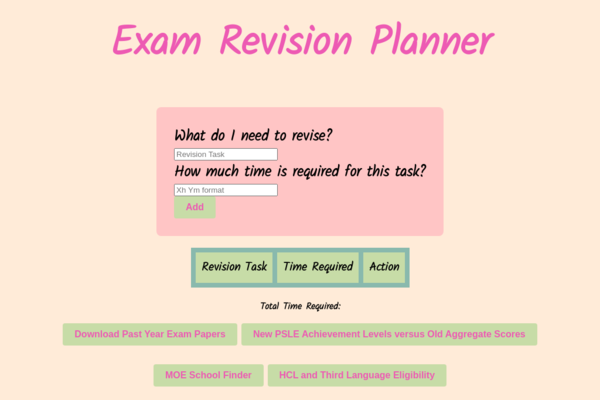 Exam Revision Planner
What do I need to revise?
Revision Task
How much time is required for this task?
Xh Ym format
Add
Revision Task Time Required Action
Total Time Required:
Download Past Year Exam Papers New PSLE Achievement Levels versus Old Aggregate Scores
MOE School Finder HCL and Third Language Eligibility